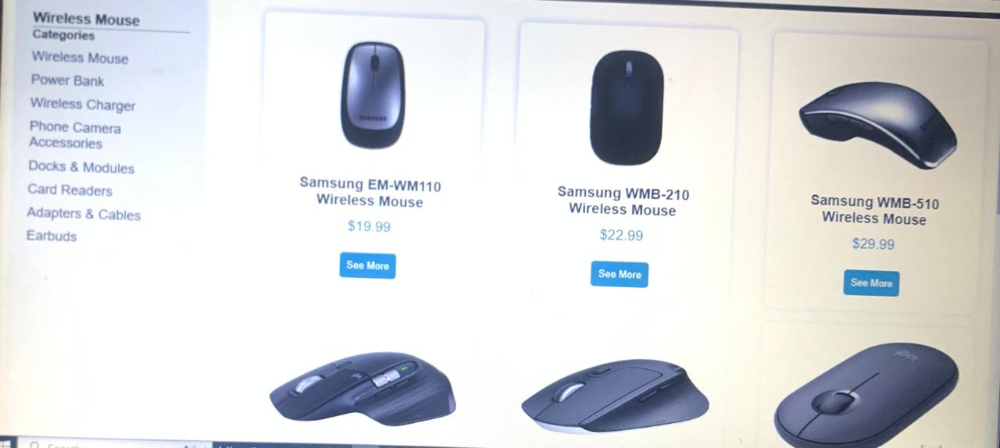 Wireless Mouse
Categories
Wireless Mouse
Power Bank
Wireless Charger
Phone Camera
Accessories
Docks & Modules
Card Readers
Adapters & Cables
Earbuds
SAMSUNG
Samsung EM-WM110
Wireless Mouse
$19.99
See More
Samsung WMB-210
Wireless Mouse
$22.99
See More
Samsung WMB-510
Wireless Mouse
$29.99
See More
logi